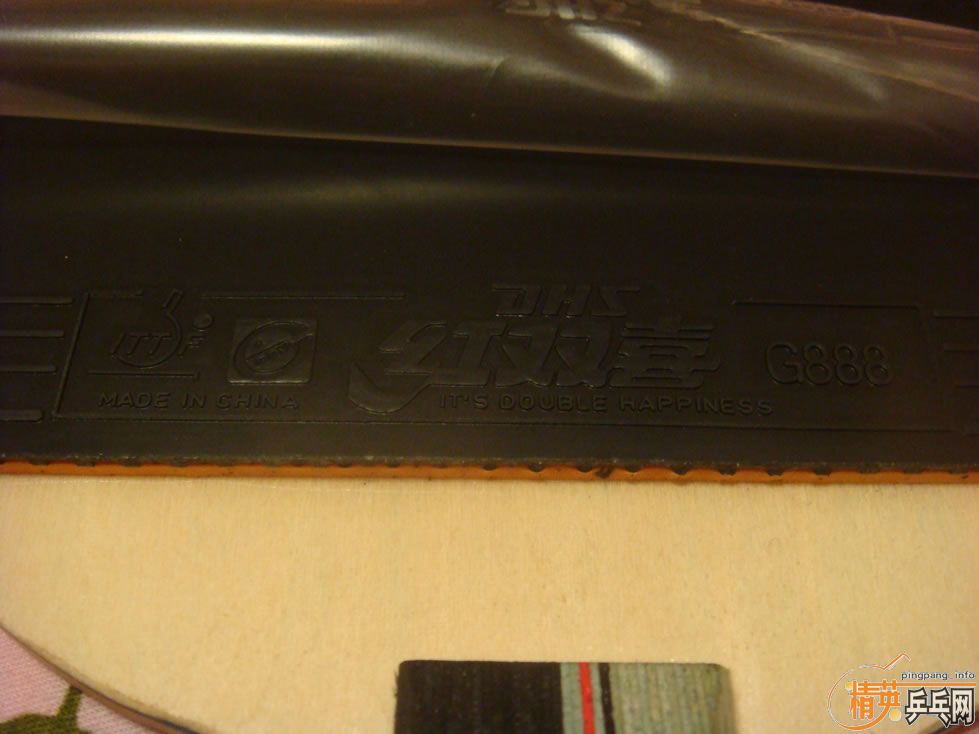 DHS
ITTF
红双喜
G888
MADE IN CHINA
IT'S DOUBLE HAPPINESS
pingpang.info
精英乒乓网